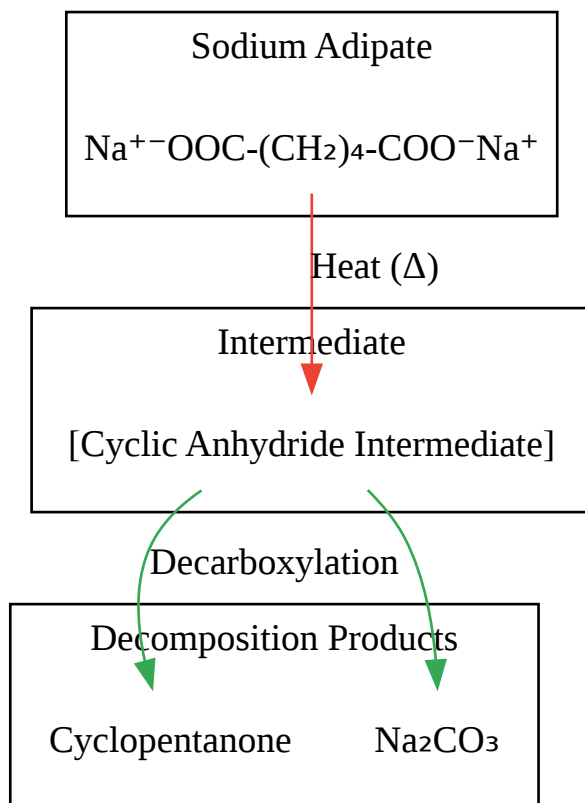 Sodium Adipate
Na⁺⁻OOC-(CH₂)₄-COO⁻Na⁺
Heat (Δ)
Intermediate
[Cyclic Anhydride Intermediate]
Decarboxylation
Decomposition Products
Cyclopentanone Na₂CO₃